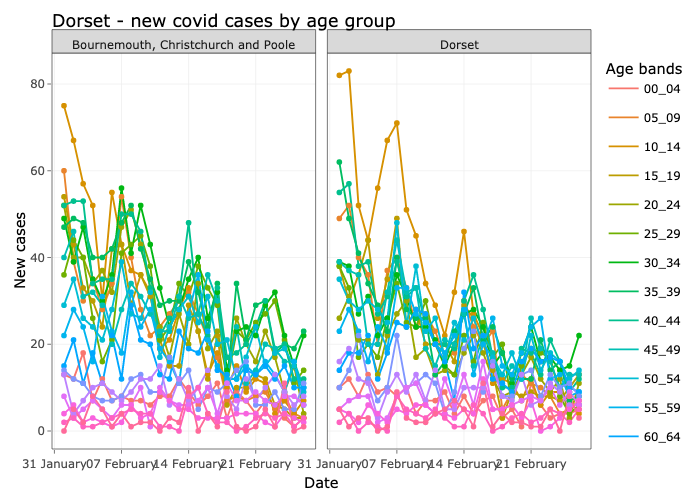 Dorset - new covid cases by age group
Bournemouth, Christchurch and Poole
Dorset
New cases
80
60
40
20
0
31 January
07 February
14 February
21 February
31 January
07 February
14 February
21 February
Date
Age bands
00_04
05_09
10_14
15_19
20_24
25_29
30_34
35_39
40_44
45_49
50_54
55_59
60_64